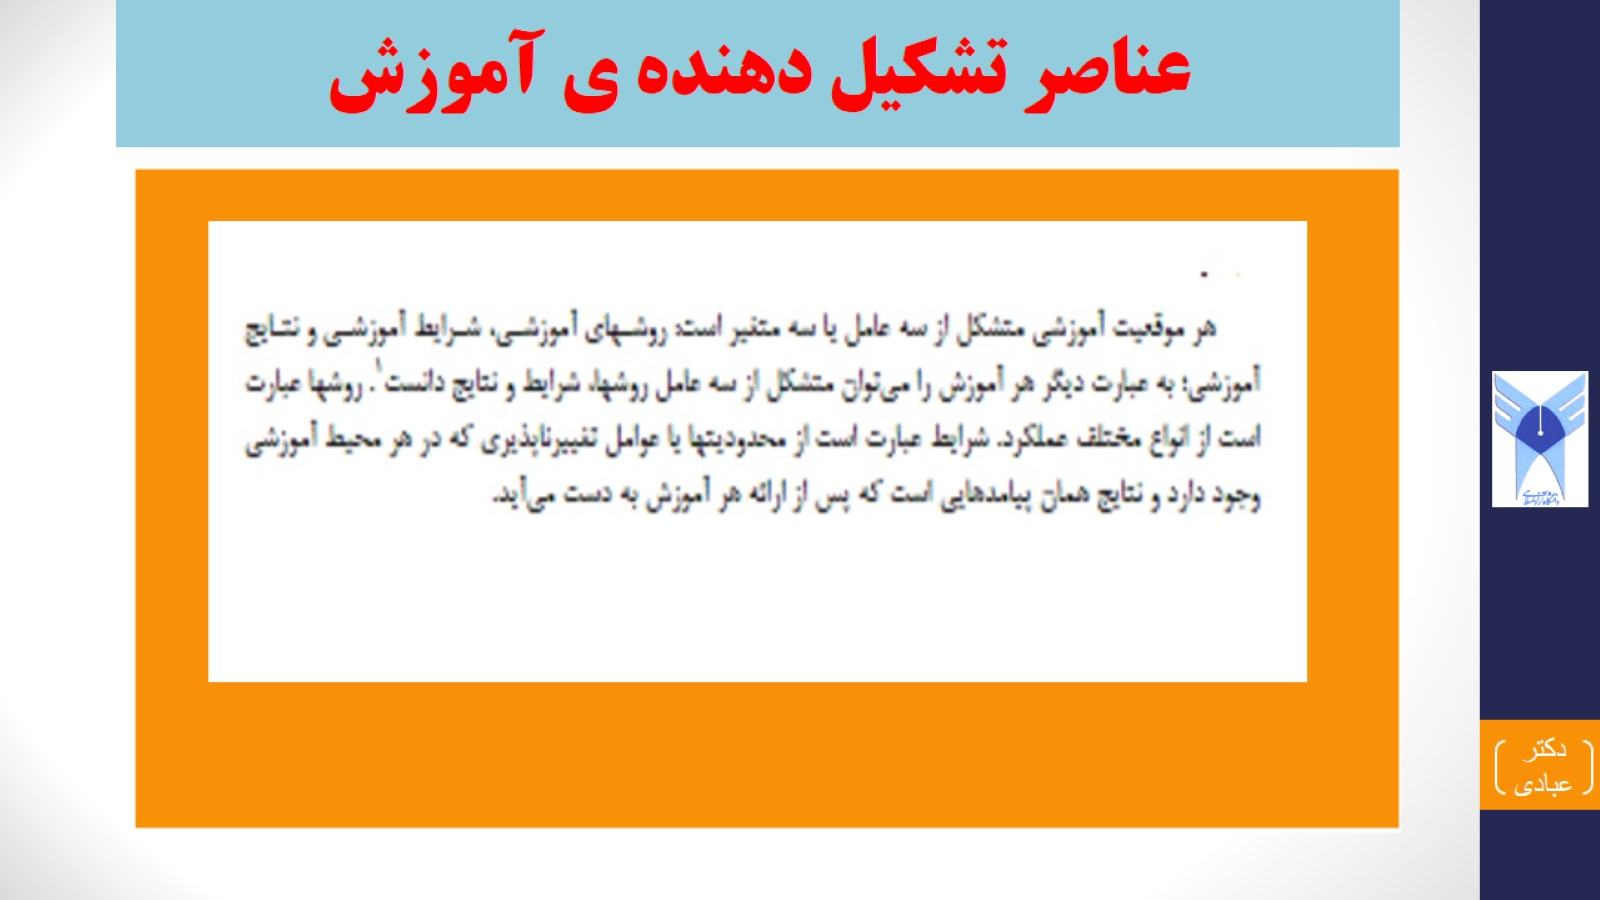 عناصر تشکیل دهنده ی آموزش
هر موقعیت آموزشی متشکل از سه عامل یا سه متغیر است: روشهای آموزشی، شرایط آموزشی و نتایج
آموزشی؛ به عبارت دیگر هر آموزش را می‌توان متشکل از سه عامل روشها، شرایط و نتایج دانست۱. روشها عبارت
است از انواع مختلف عملکرد. شرایط عبارت است از محدودیتها یا عوامل تغییرناپذیری که در هر محیط آموزشی
وجود دارد و نتایج همان پیامدهایی است که پس از ارائه هر آموزش به دست می‌آید.
دکتر
عبادی